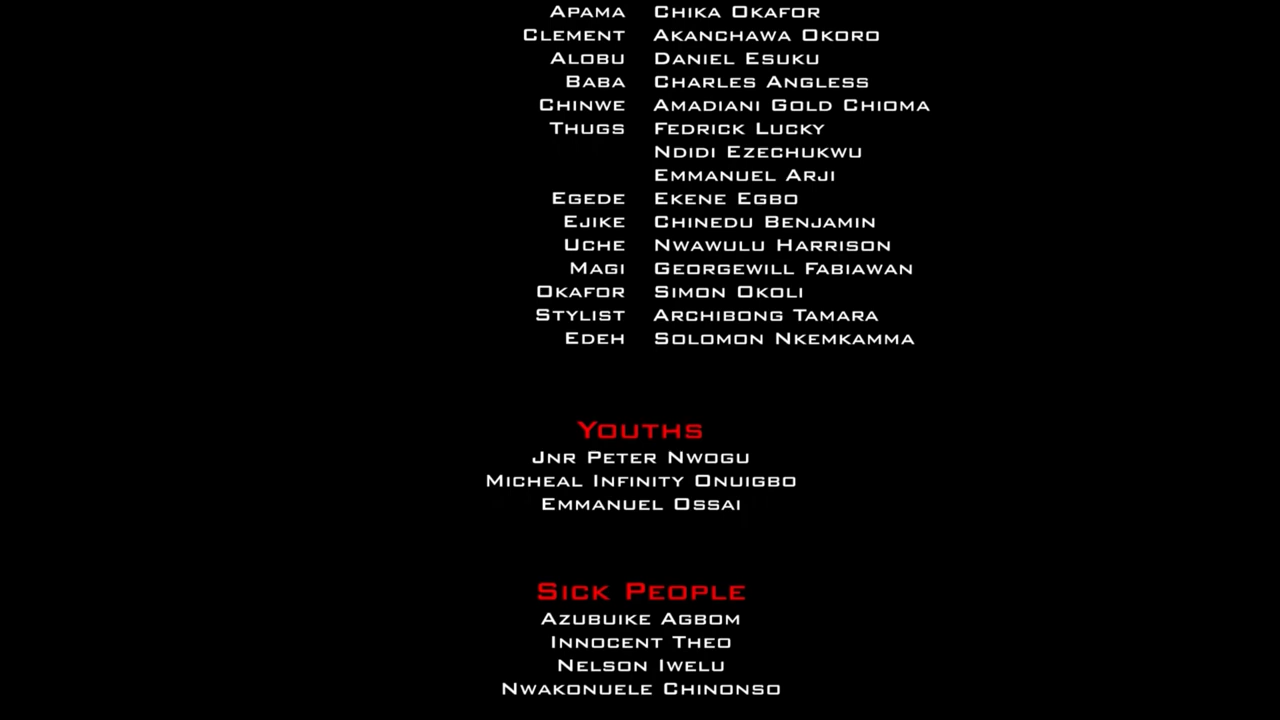 Apama Chika Okafor
Clement Akanchawa Okoro
Alobu Daniel Esuku
Baba Charles Angless
Chinwe Amadiani Gold Chioma
Thugs Fedrick Lucky
Ndidi Ezechukwu
Emmanuel Arji
Egede Ekene Egbo
Ejike Chinedu Benjamin
Uche Nwawulu Harrison
Magi Georgewill Fabiawan
Okafor Simon Okoli
Stylist Archibong Tamara
Edeh Solomon Nkemkamma
Youths
Jnr Peter Nwogu
Micheal Infinity Onuigbo
Emmanuel Ossai
Sick People
Azubuike Agbom
Innocent Theo
Nelson Iwelu
Nwakonuele Chinonso